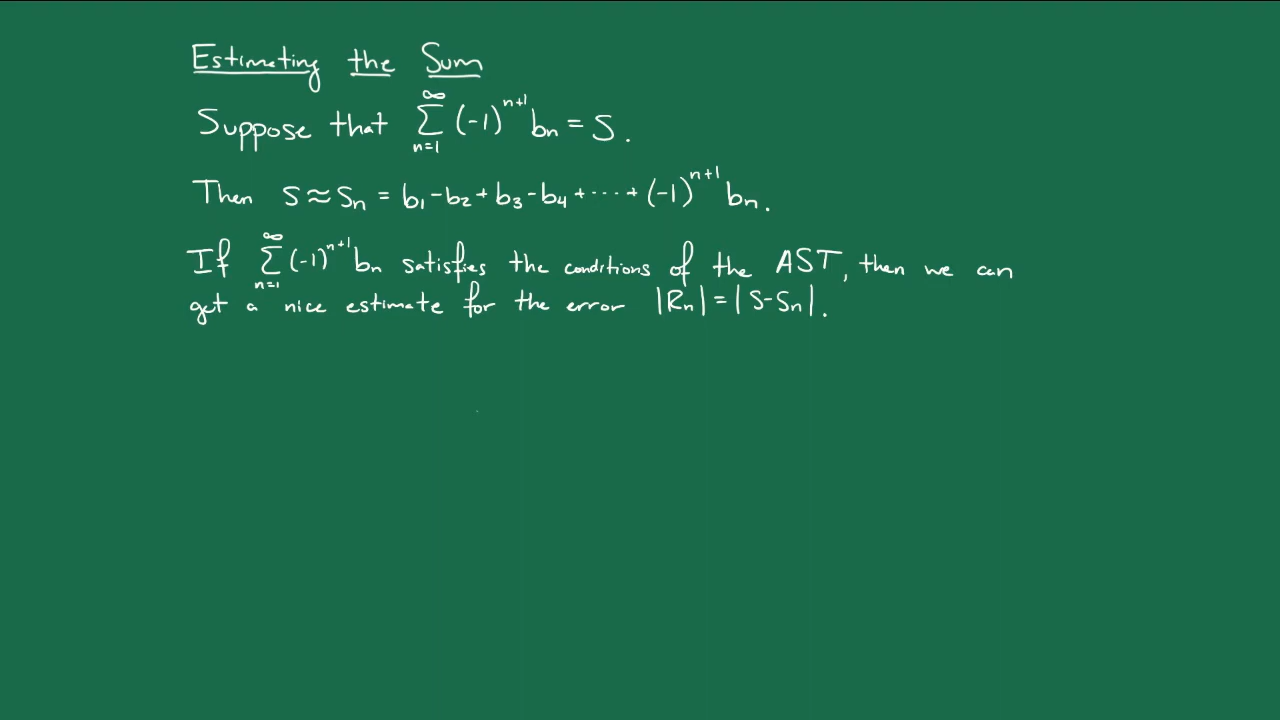 Estimating the Sum
Suppose that ∑_{n=1}^{∞} (-1)^{n+1} bₙ = S.
Then S ≈ Sₙ = b₁ - b₂ + b₃ - b₄ + ⋯ + (-1)^{n+1} bₙ.
If ∑_{n=1}^{∞} (-1)^{n+1} bₙ satisfies the conditions of the AST, then we can
get a nice estimate for the error |Rₙ| = |S - Sₙ|.